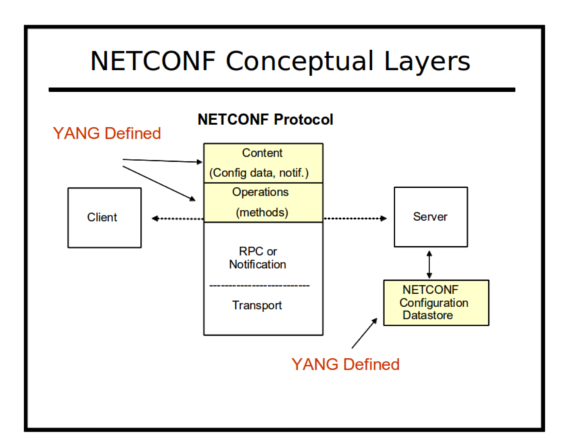 NETCONF Conceptual Layers
NETCONF Protocol
YANG Defined
Content
(Config data, notif.)
Operations
(methods)
Client
Server
RPC or
Notification
Transport
NETCONF
Configuration
Datastore
YANG Defined